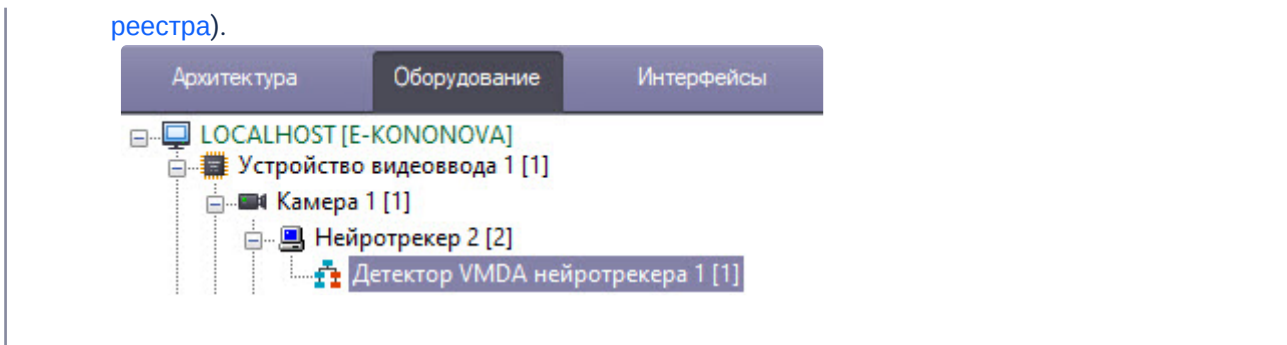 реестра).
Архитектура Оборудование Интерфейсы
LOCALHOST [E-KONONOVA]
Устройство видеоввода 1 [1]
Камера 1 [1]
Нейротрекер 2 [2]
Детектор VMDA нейротрекера 1 [1]